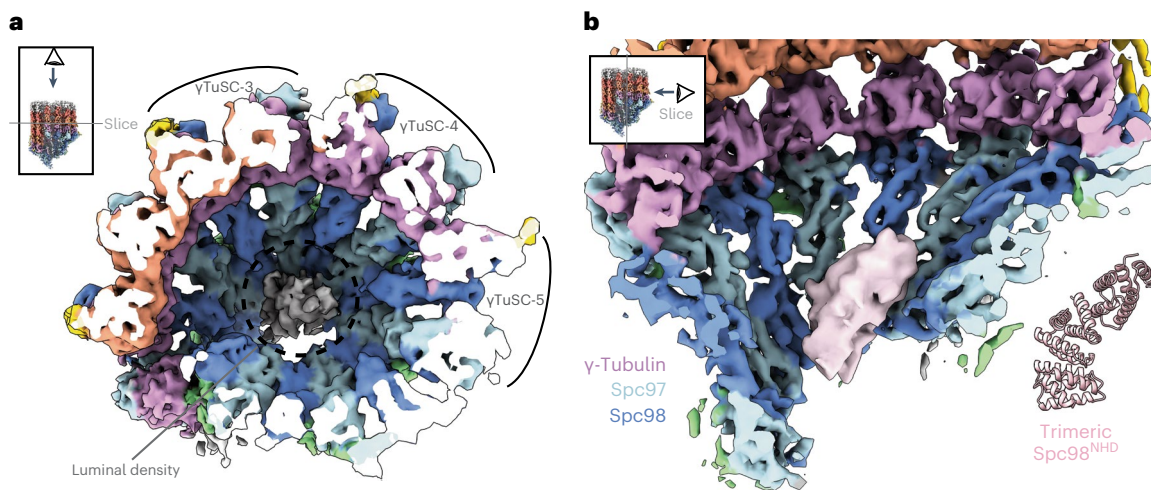 a
Slice
γTuSC-3
γTuSC-4
γTuSC-5
Luminal density
b
Slice
γ-Tubulin
Spc97
Spc98
Trimeric
Spc98NHD